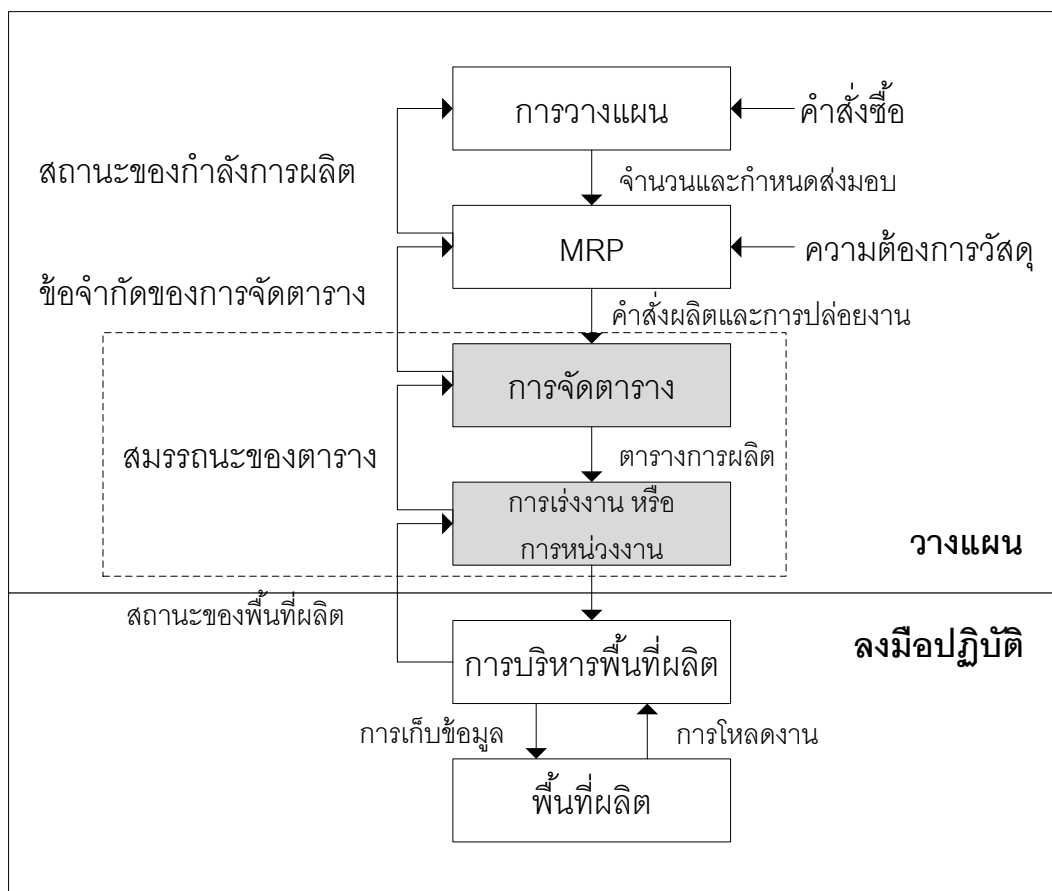 การวางแผน
คำสั่งซื้อ
สถานะของกำลังการผลิต
จำนวนและกำหนดส่งมอบ
MRP
ความต้องการวัสดุ
ข้อจำกัดของการจัดตาราง
คำสั่งผลิตและการปล่อยงาน
การจัดตาราง
สมรรถนะของตาราง
ตารางการผลิต
การเร่งงาน หรือ
การหน่วงงาน
วางแผน
สถานะของพื้นที่ผลิต
ลงมือปฏิบัติ
การบริหารพื้นที่ผลิต
การเก็บข้อมูล
การโหลดงาน
พื้นที่ผลิต